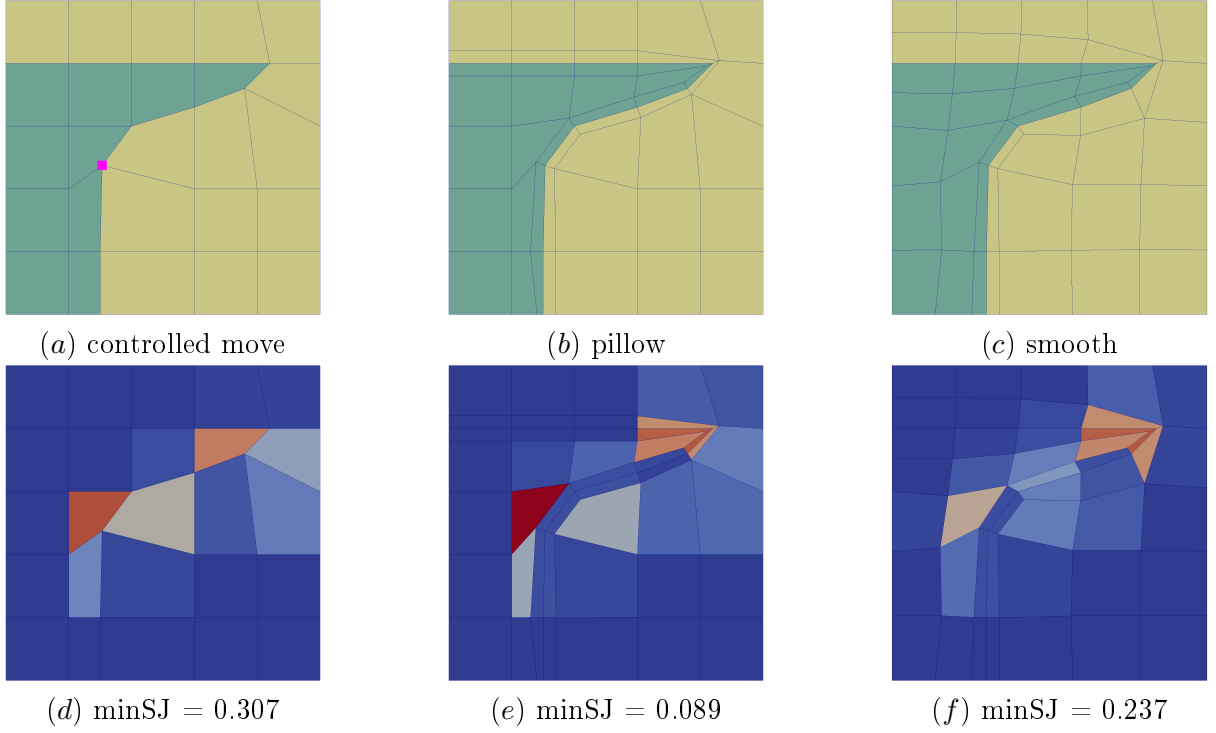 (a) controlled move
(b) pillow
(c) smooth
(d) minSJ = 0.307
(e) minSJ = 0.089
(f) minSJ = 0.237